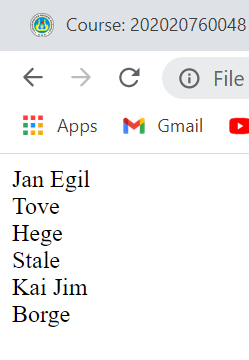 Course: 202020760048
File
Apps Gmail
Jan Egil
Tove
Hege
Stale
Kai Jim
Borge